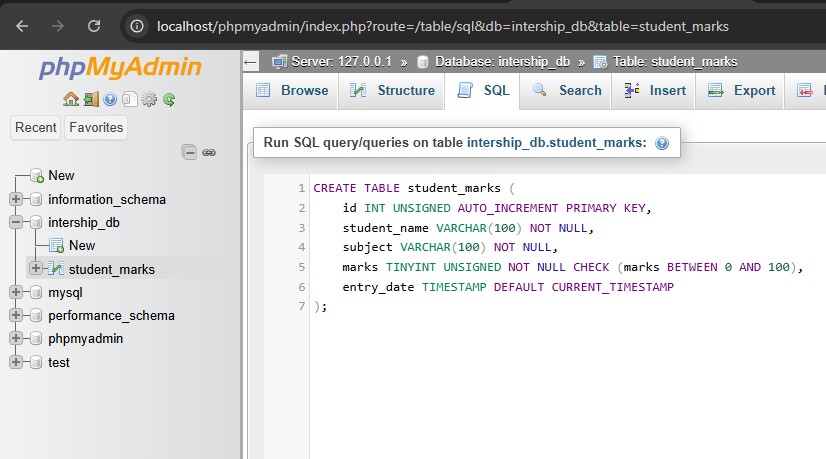 localhost/phpmyadmin/index.php?route=/table/sql&db=intership_db&table=student_marks
phpMyAdmin
Recent Favorites
New
information_schema
intership_db
New
student_marks
mysql
performance_schema
phpmyadmin
test
Server: 127.0.0.1 » Database: intership_db » Table: student_marks
Browse Structure SQL Search Insert Export
Run SQL query/queries on table intership_db.student_marks:
1 CREATE TABLE student_marks (
2 id INT UNSIGNED AUTO_INCREMENT PRIMARY KEY,
3 student_name VARCHAR(100) NOT NULL,
4 subject VARCHAR(100) NOT NULL,
5 marks TINYINT UNSIGNED NOT NULL CHECK (marks BETWEEN 0 AND 100),
6 entry_date TIMESTAMP DEFAULT CURRENT_TIMESTAMP
7 );